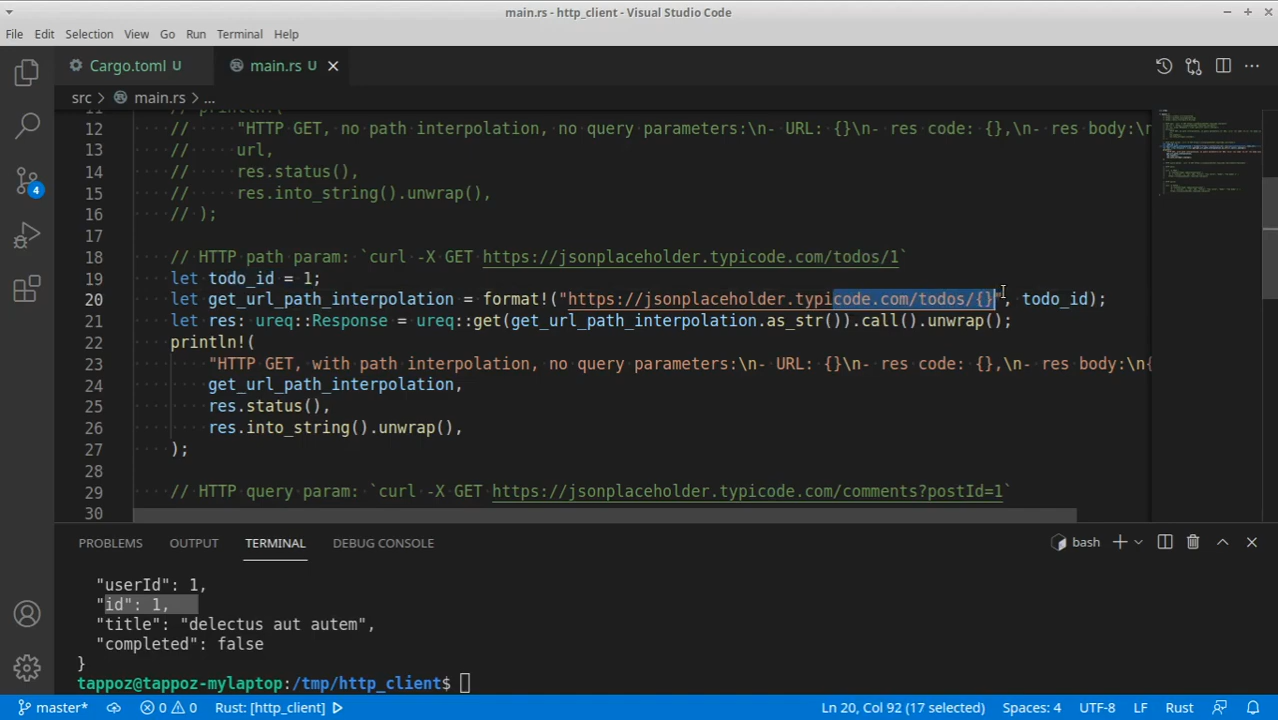 main.rs - http_client - Visual Studio Code
File Edit Selection View Go Run Terminal Help
Cargo.toml U main.rs U
src > main.rs > ...
11 // println!(
12 // "HTTP GET, no path interpolation, no query parameters:\n- URL: {}\n- res code: {},\n- res body:\n
13 // url,
14 // res.status(),
15 // res.into_string().unwrap(),
16 // );
17
18 // HTTP path param: `curl -X GET https://jsonplaceholder.typicode.com/todos/1`
19 let todo_id = 1;
20 let get_url_path_interpolation = format!("https://jsonplaceholder.typicode.com/todos/{}", todo_id);
21 let res: ureq::Response = ureq::get(get_url_path_interpolation.as_str()).call().unwrap();
22 println!(
23 "HTTP GET, with path interpolation, no query parameters:\n- URL: {}\n- res code: {},\n- res body:\n{
24 get_url_path_interpolation,
25 res.status(),
26 res.into_string().unwrap(),
27 );
28
29 // HTTP query param: `curl -X GET https://jsonplaceholder.typicode.com/comments?postId=1`
30
4
PROBLEMS OUTPUT TERMINAL DEBUG CONSOLE bash
"userId": 1,
"id": 1,
"title": "delectus aut autem",
"completed": false
}
tappoz@tappoz-mylaptop:/tmp/http_client$
master* 0 0 Rust: [http_client] Ln 20, Col 92 (17 selected) Spaces: 4 UTF-8 LF Rust